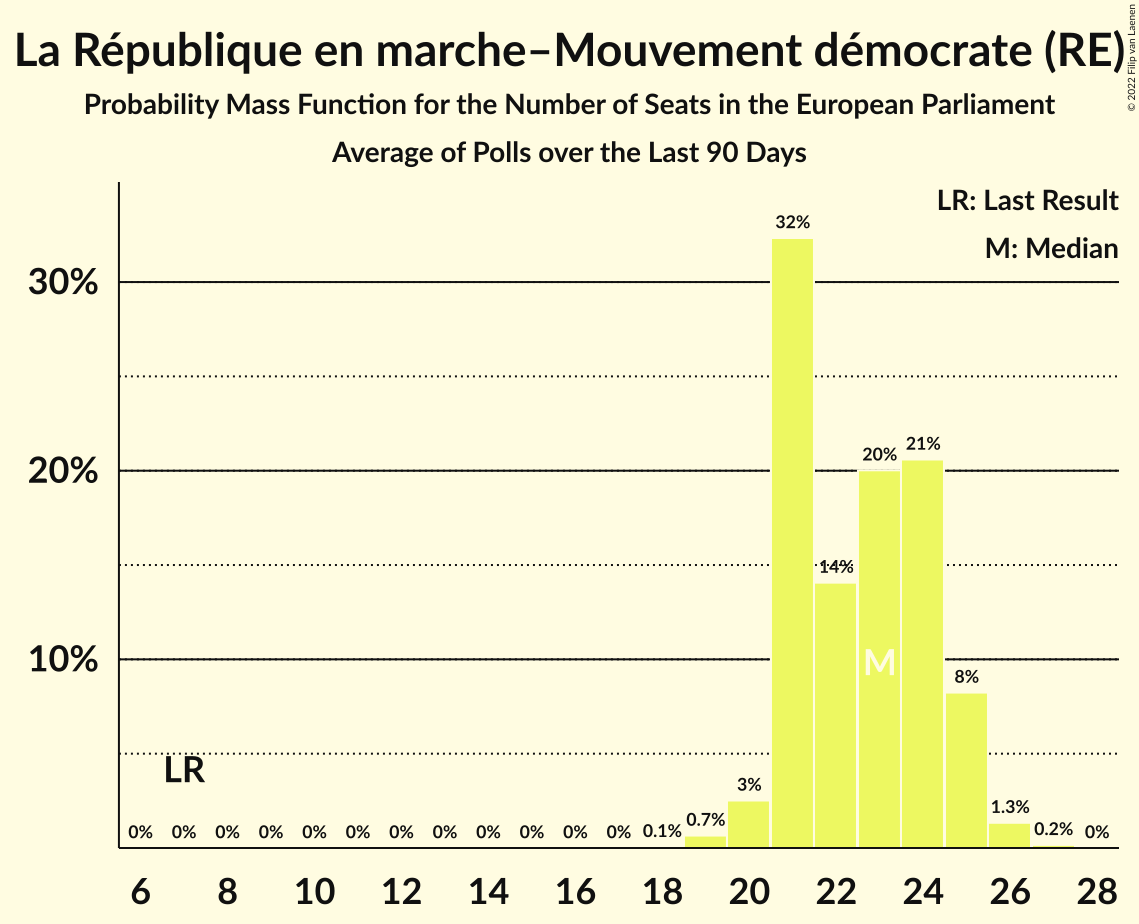 La République en marche–Mouvement démocrate (RE)
© 2022 Filip van Laenen
Probability Mass Function for the Number of Seats in the European Parliament
Average of Polls over the Last 90 Days
LR: Last Result
M: Median
32%
30%
21%
20%
20%
14%
10%
M
8%
LR
3%
1.3%
0% 0% 0% 0% 0% 0% 0% 0% 0% 0% 0% 0% 0.1% 0.7% 0.2% 0%
6 8 10 12 14 16 18 20 22 24 26 28